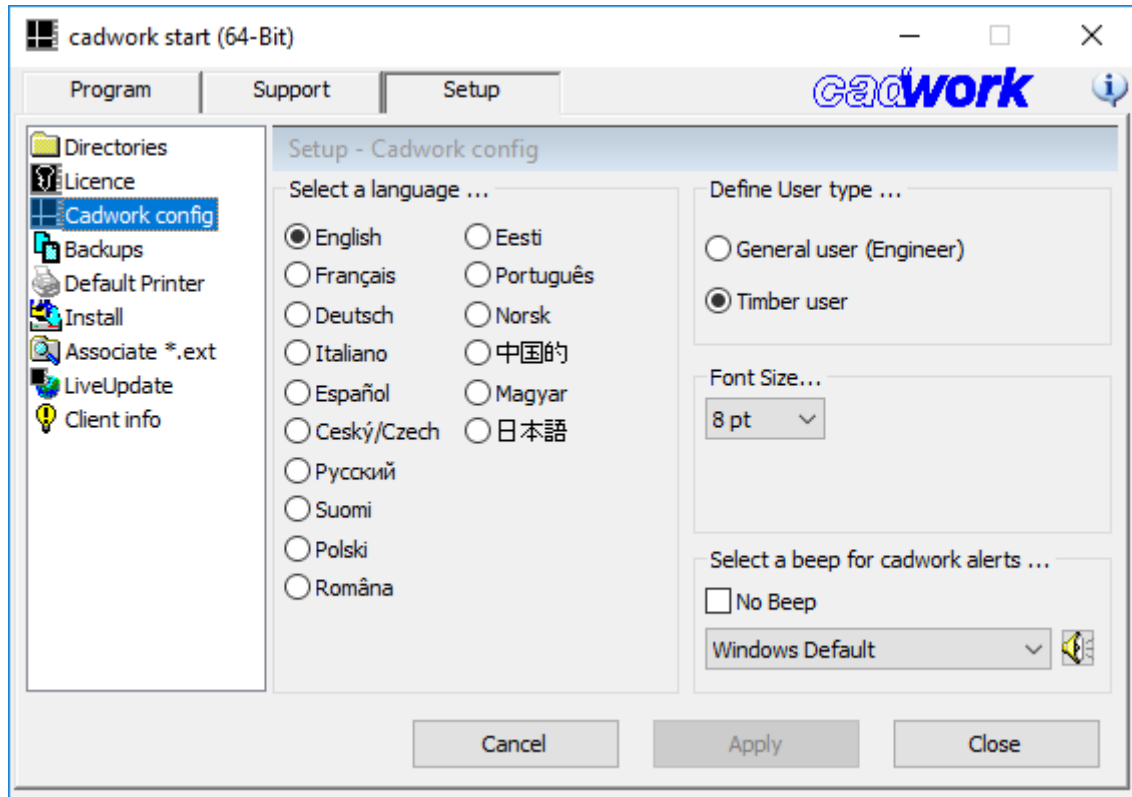 cadwork start (64-Bit)
Program
Support
Setup
cadwork
Directories
Licence
Cadwork config
Backups
Default Printer
Install
Associate *.ext
LiveUpdate
Client info
Setup - Cadwork config
Select a language ...
English
Français
Deutsch
Italiano
Español
Ceský/Czech
Русский
Suomi
Polski
Româna
Eesti
Português
Norsk
中国的
Magyar
日本語
Define User type ...
General user (Engineer)
Timber user
Font Size...
8 pt
Select a beep for cadwork alerts ...
No Beep
Windows Default
Cancel
Apply
Close